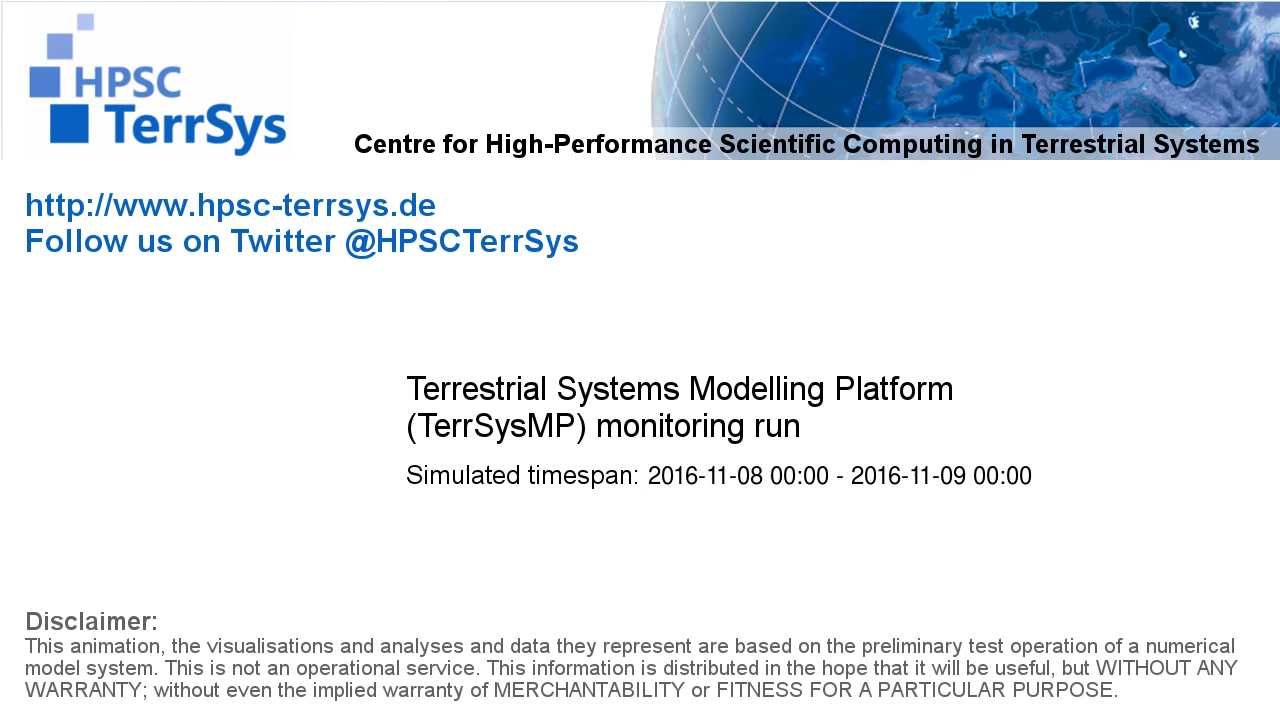 HPSC
TerrSys
Centre for High-Performance Scientific Computing in Terrestrial Systems
http://www.hpsc-terrsys.de
Follow us on Twitter @HPSCTerrSys
Terrestrial Systems Modelling Platform
(TerrSysMP) monitoring run
Simulated timespan: 2016-11-08 00:00 - 2016-11-09 00:00
Disclaimer:
This animation, the visualisations and analyses and data they represent are based on the preliminary test operation of a numerical
model system. This is not an operational service. This information is distributed in the hope that it will be useful, but WITHOUT ANY
WARRANTY; without even the implied warranty of MERCHANTABILITY or FITNESS FOR A PARTICULAR PURPOSE.